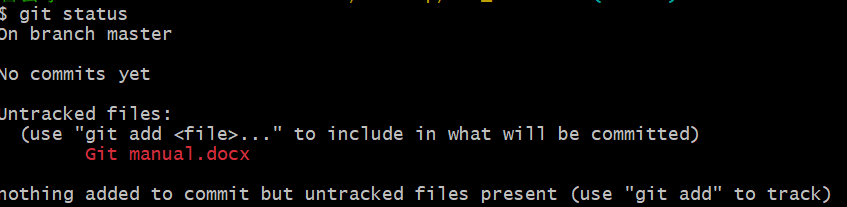 $ git status
On branch master
No commits yet
Untracked files:
(use "git add <file>..." to include in what will be committed)
Git manual.docx
nothing added to commit but untracked files present (use "git add" to track)